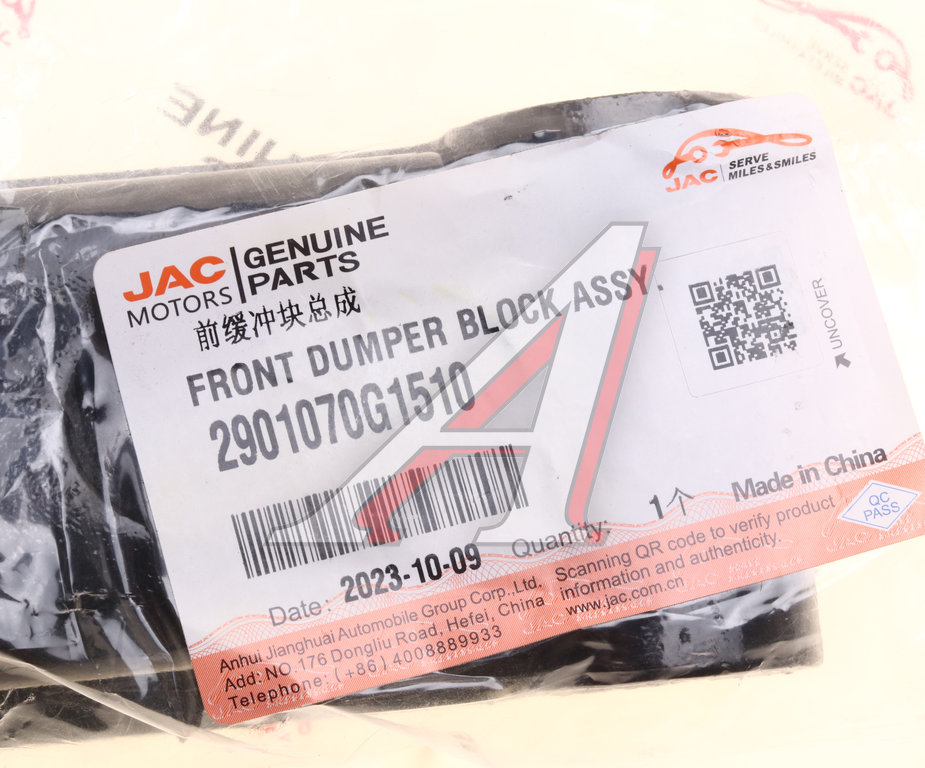 JAC
MOTORS
GENUINE
PARTS
JAC
SERVE
MILES&SMILES
前缓冲块总成
FRONT DUMPER BLOCK ASSY.
2901070G1510
UNCOVER
Date: 2023-10-09
Quantity: 1个
Made in China
QC
PASS
Anhui Jianghuai Automobile Group Corp.,Ltd.
Add: NO.176 Dongliu Road, Hefei, China
Telephone: (+86) 4008889933
Scanning QR code to verify product
information and authenticity.
www.jac.com.cn